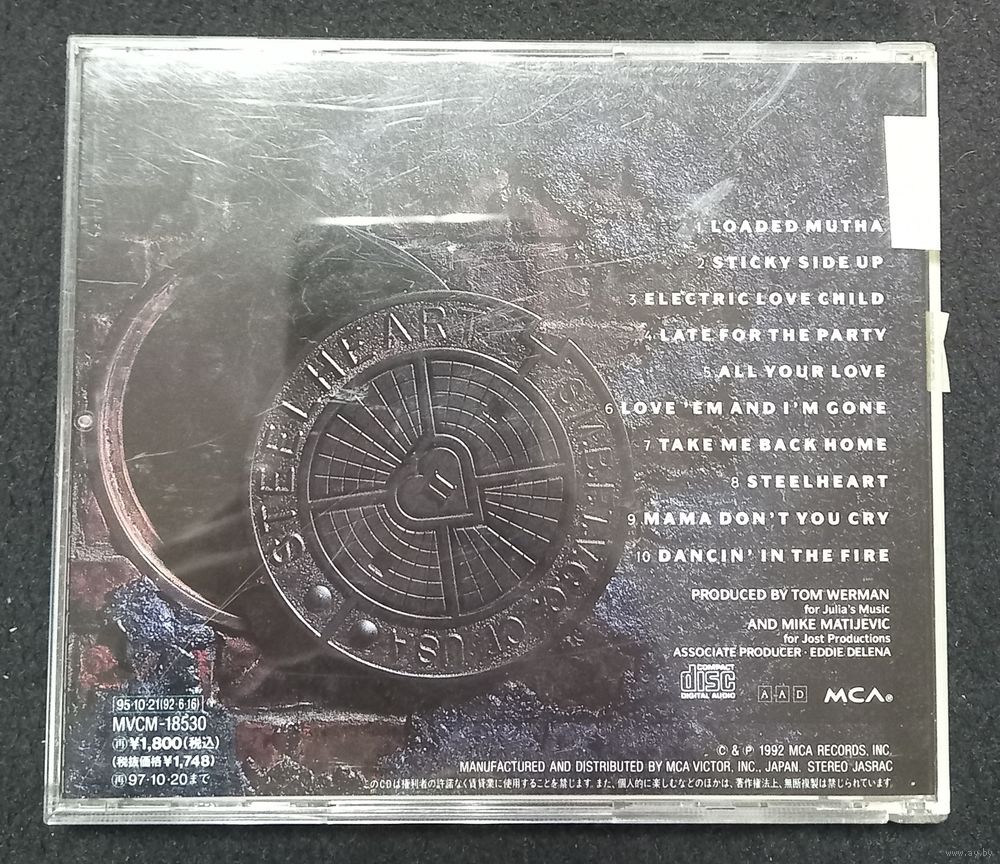 1 LOADED MUTHA
2 STICKY SIDE UP
3 ELECTRIC LOVE CHILD
4 LATE FOR THE PARTY
5 ALL YOUR LOVE
6 LOVE 'EM AND I'M GONE
7 TAKE ME BACK HOME
8 STEELHEART
9 MAMA DON'T YOU CRY
10 DANCIN' IN THE FIRE
STEELHEART
II
CT USA
PRODUCED BY TOM WERMAN
for Julia's Music
AND MIKE MATIJEVIC
for Jost Productions
ASSOCIATE PRODUCER · EDDIE DELENA
COMPACT
disc
DIGITAL AUDIO
A A D
MCA®
95·10·21(92·6·16)
MVCM-18530
㊞¥1,800(税込)
(税抜価格¥1,748)
97·10·20まで
© & ℗ 1992 MCA RECORDS, INC.
MANUFACTURED AND DISTRIBUTED BY MCA VICTOR, INC., JAPAN. STEREO JASRAC
このCDは権利者の許諾なく賃貸業に使用することを禁じます。また、個人的に楽しむなどのほかは、著作権法上、無断複製は禁じられています。
www.ay.by